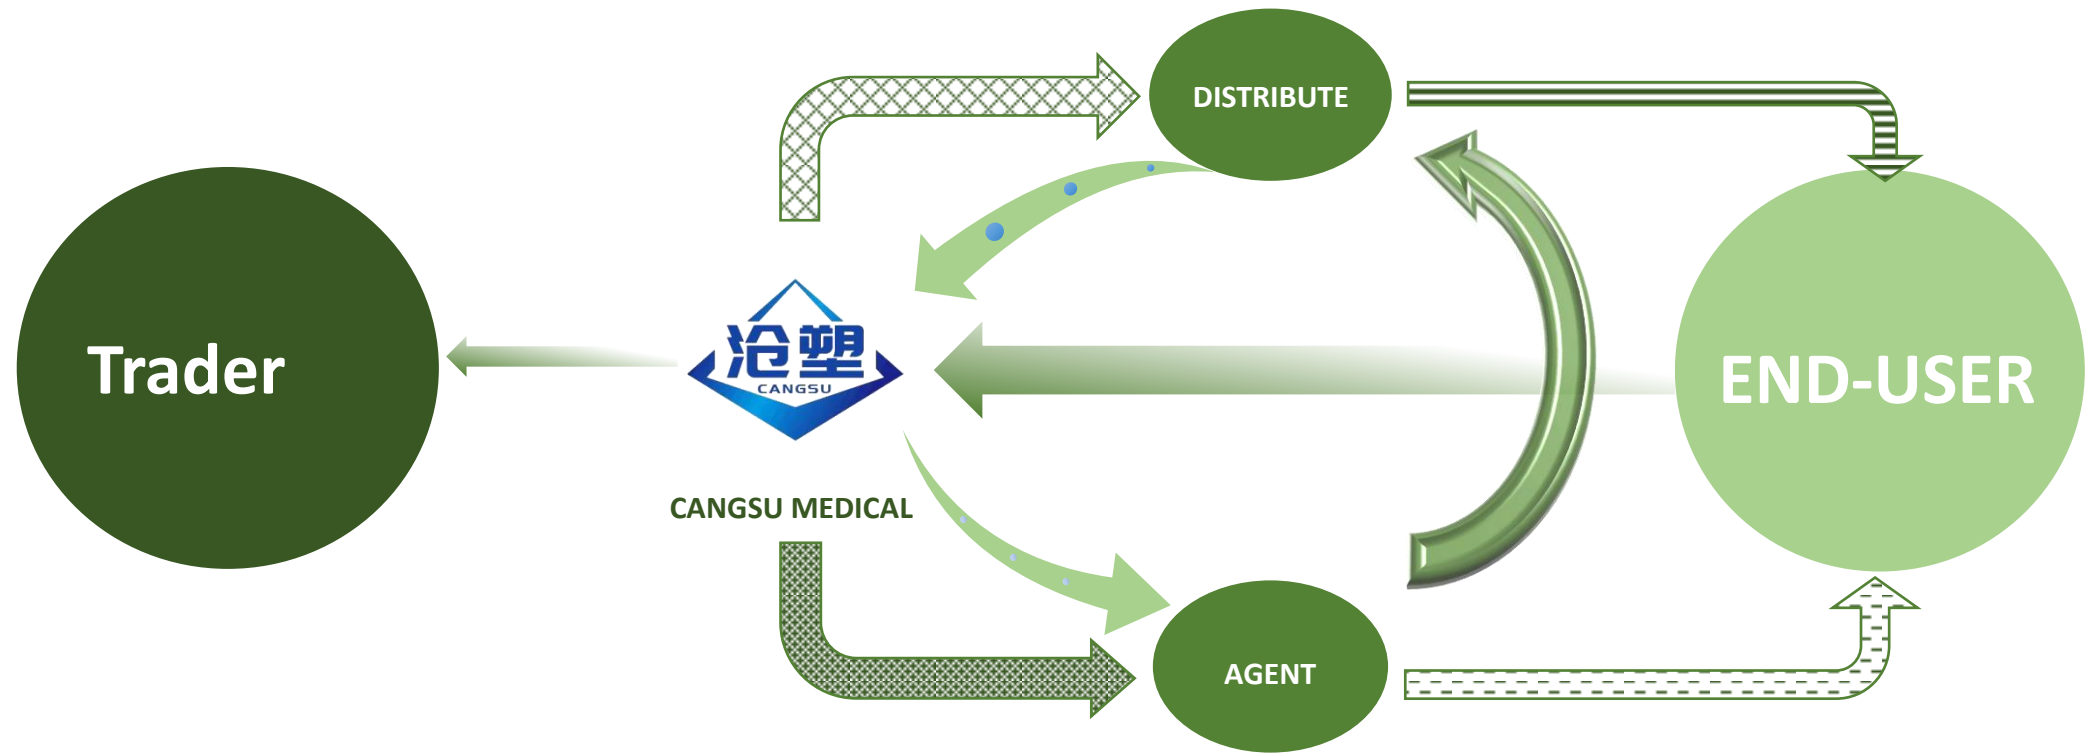 DISTRIBUTE
Trader
沧塑
CANGSU
END-USER
CANGSU MEDICAL
AGENT